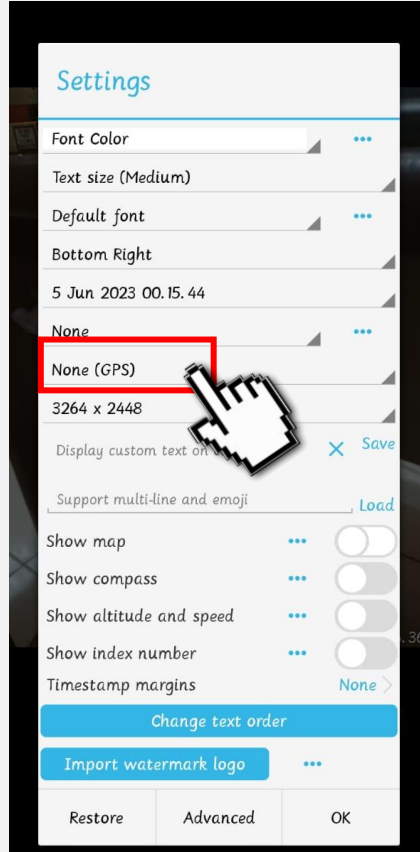 Settings
Font Color
Text size (Medium)
Default font
Bottom Right
5 Jun 2023 00.15.44
None
None (GPS)
3264 x 2448
Display custom text on
Save
Support multi-line and emoji
Load
Show map
Show compass
Show altitude and speed
Show index number
Timestamp margins None
Change text order
Import watermark logo
Restore Advanced OK